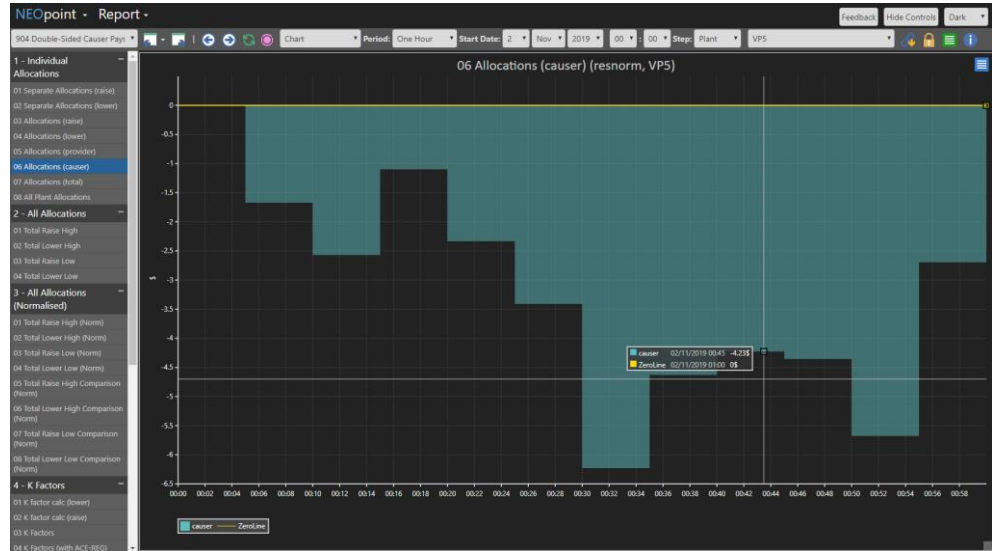 NEOpoint - Report -
Feedback Hide Controls Dark
904 Double-Sided Causer Pays Chart Period: One Hour Start Date: 2 Nov 2019 00 : 00 Step: Plant VP5
1 - Individual
Allocations
01 Separate Allocations (raise)
02 Separate Allocations (lower)
03 Allocations (raise)
04 Allocations (lower)
05 Allocations (provider)
06 Allocations (causer)
07 Allocations (total)
08 All Plant Allocations
2 - All Allocations
01 Total Raise High
02 Total Lower High
03 Total Raise Low
04 Total Lower Low
3 - All Allocations
(Normalised)
01 Total Raise High (Norm)
02 Total Lower High (Norm)
03 Total Raise Low (Norm)
04 Total Lower Low (Norm)
05 Total Raise High Comparison
(Norm)
06 Total Lower High Comparison
(Norm)
07 Total Raise Low Comparison
(Norm)
08 Total Lower Low Comparison
(Norm)
4 - K Factors
01 K factor calc (lower)
02 K factor calc (raise)
03 K Factors
04 K Factors (with ACE-REG)
06 Allocations (causer) (resnorm, VP5)
0
-0.5
-1
-1.5
-2
-2.5
-3
-3.5
-4
-4.5
-5
-5.5
-6
-6.5
$
causer 02/11/2019 00:45 -4.23$
ZeroLine 02/11/2019 01:00 0$
00:00 00:02 00:04 00:06 00:08 00:10 00:12 00:14 00:16 00:18 00:20 00:22 00:24 00:26 00:28 00:30 00:32 00:34 00:36 00:38 00:40 00:42 00:44 00:46 00:48 00:50 00:52 00:54 00:56 00:58
causer ZeroLine